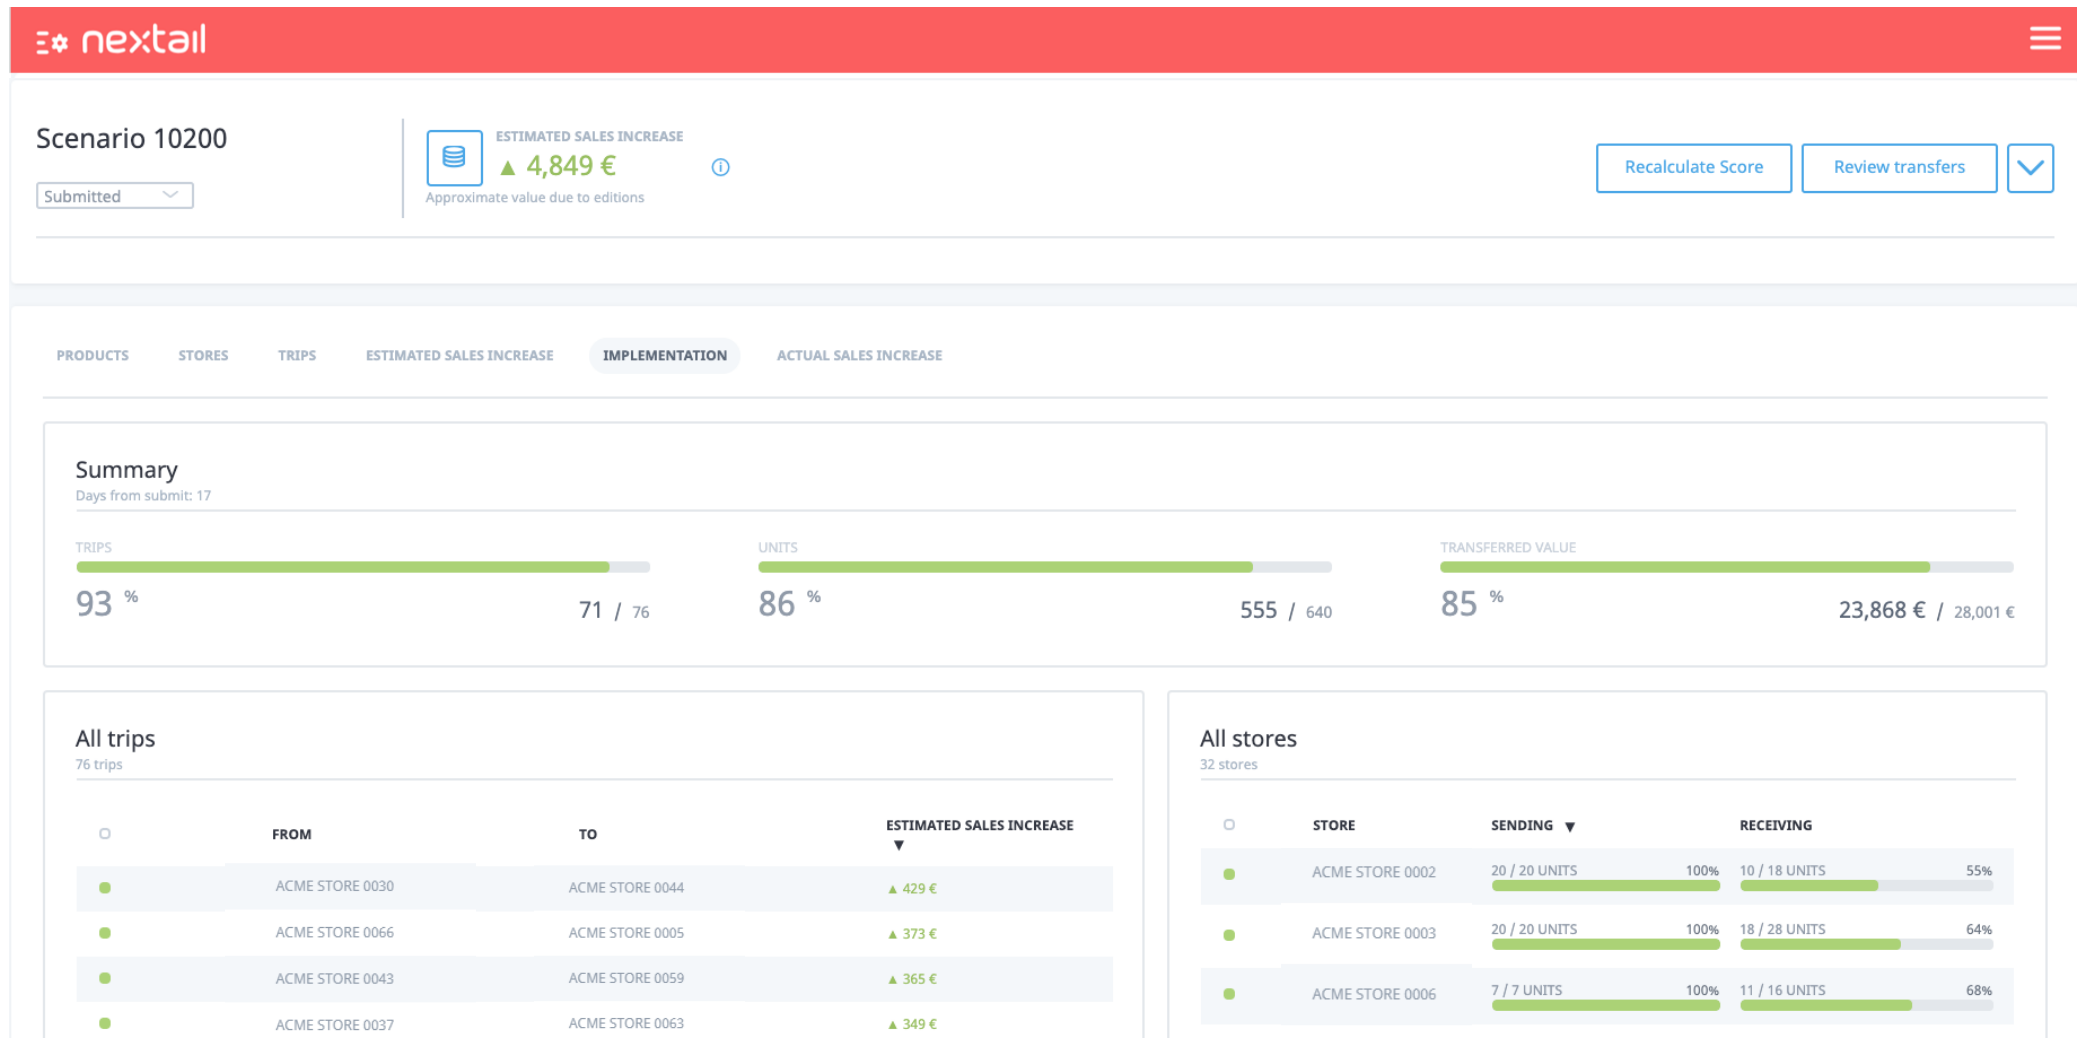 nextail
Scenario 10200
Submitted
ESTIMATED SALES INCREASE
▲ 4,849 €
Approximate value due to editions
Recalculate Score
Review transfers
PRODUCTS STORES TRIPS ESTIMATED SALES INCREASE IMPLEMENTATION ACTUAL SALES INCREASE
Summary
Days from submit: 17
TRIPS
93 % 71 / 76
UNITS
86 % 555 / 640
TRANSFERRED VALUE
85 % 23,868 € / 28,001 €
All trips
76 trips
FROM TO ESTIMATED SALES INCREASE ▼
ACME STORE 0030 ACME STORE 0044 ▲ 429 €
ACME STORE 0066 ACME STORE 0005 ▲ 373 €
ACME STORE 0043 ACME STORE 0059 ▲ 365 €
ACME STORE 0037 ACME STORE 0063 ▲ 349 €
All stores
32 stores
STORE SENDING ▼ RECEIVING
ACME STORE 0002 20 / 20 UNITS 100% 10 / 18 UNITS 55%
ACME STORE 0003 20 / 20 UNITS 100% 18 / 28 UNITS 64%
ACME STORE 0006 7 / 7 UNITS 100% 11 / 16 UNITS 68%